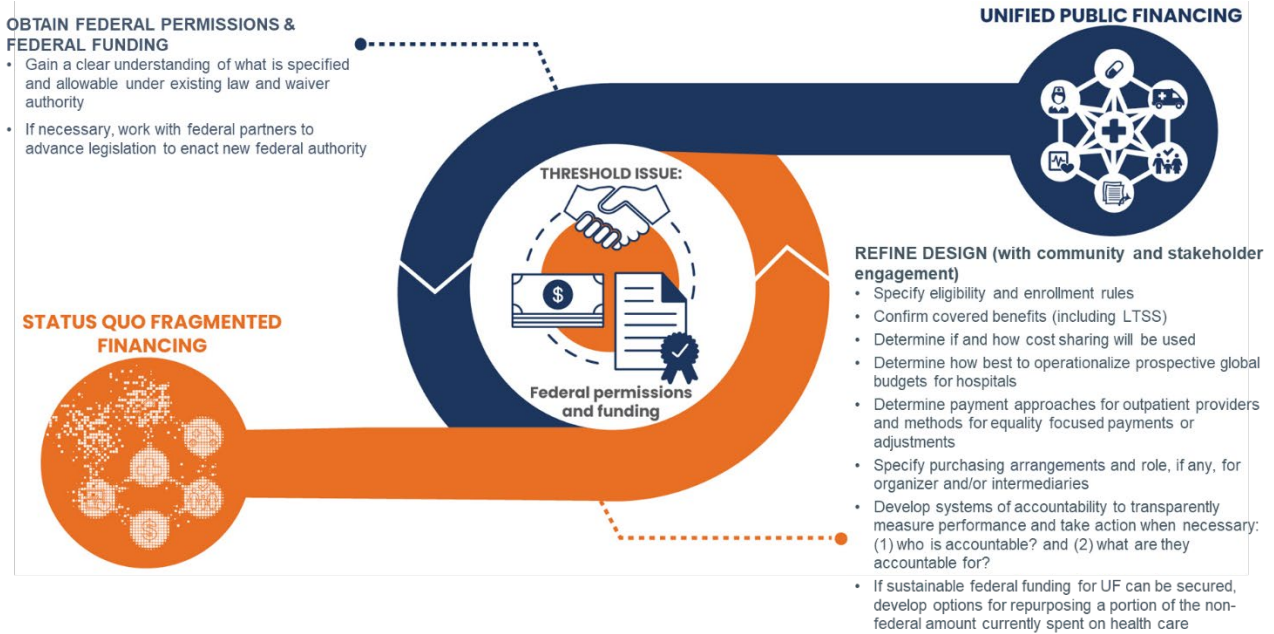 OBTAIN FEDERAL PERMISSIONS &
FEDERAL FUNDING
• Gain a clear understanding of what is specified
and allowable under existing law and waiver
authority
• If necessary, work with federal partners to
advance legislation to enact new federal authority
UNIFIED PUBLIC FINANCING
THRESHOLD ISSUE:
$
Federal permissions
and funding
STATUS QUO FRAGMENTED
FINANCING
$
REFINE DESIGN (with community and stakeholder
engagement)
• Specify eligibility and enrollment rules
• Confirm covered benefits (including LTSS)
• Determine if and how cost sharing will be used
• Determine how best to operationalize prospective global
budgets for hospitals
• Determine payment approaches for outpatient providers
and methods for equality focused payments or
adjustments
• Specify purchasing arrangements and role, if any, for
organizer and/or intermediaries
• Develop systems of accountability to transparently
measure performance and take action when necessary:
(1) who is accountable? and (2) what are they
accountable for?
• If sustainable federal funding for UF can be secured,
develop options for repurposing a portion of the non-
federal amount currently spent on health care